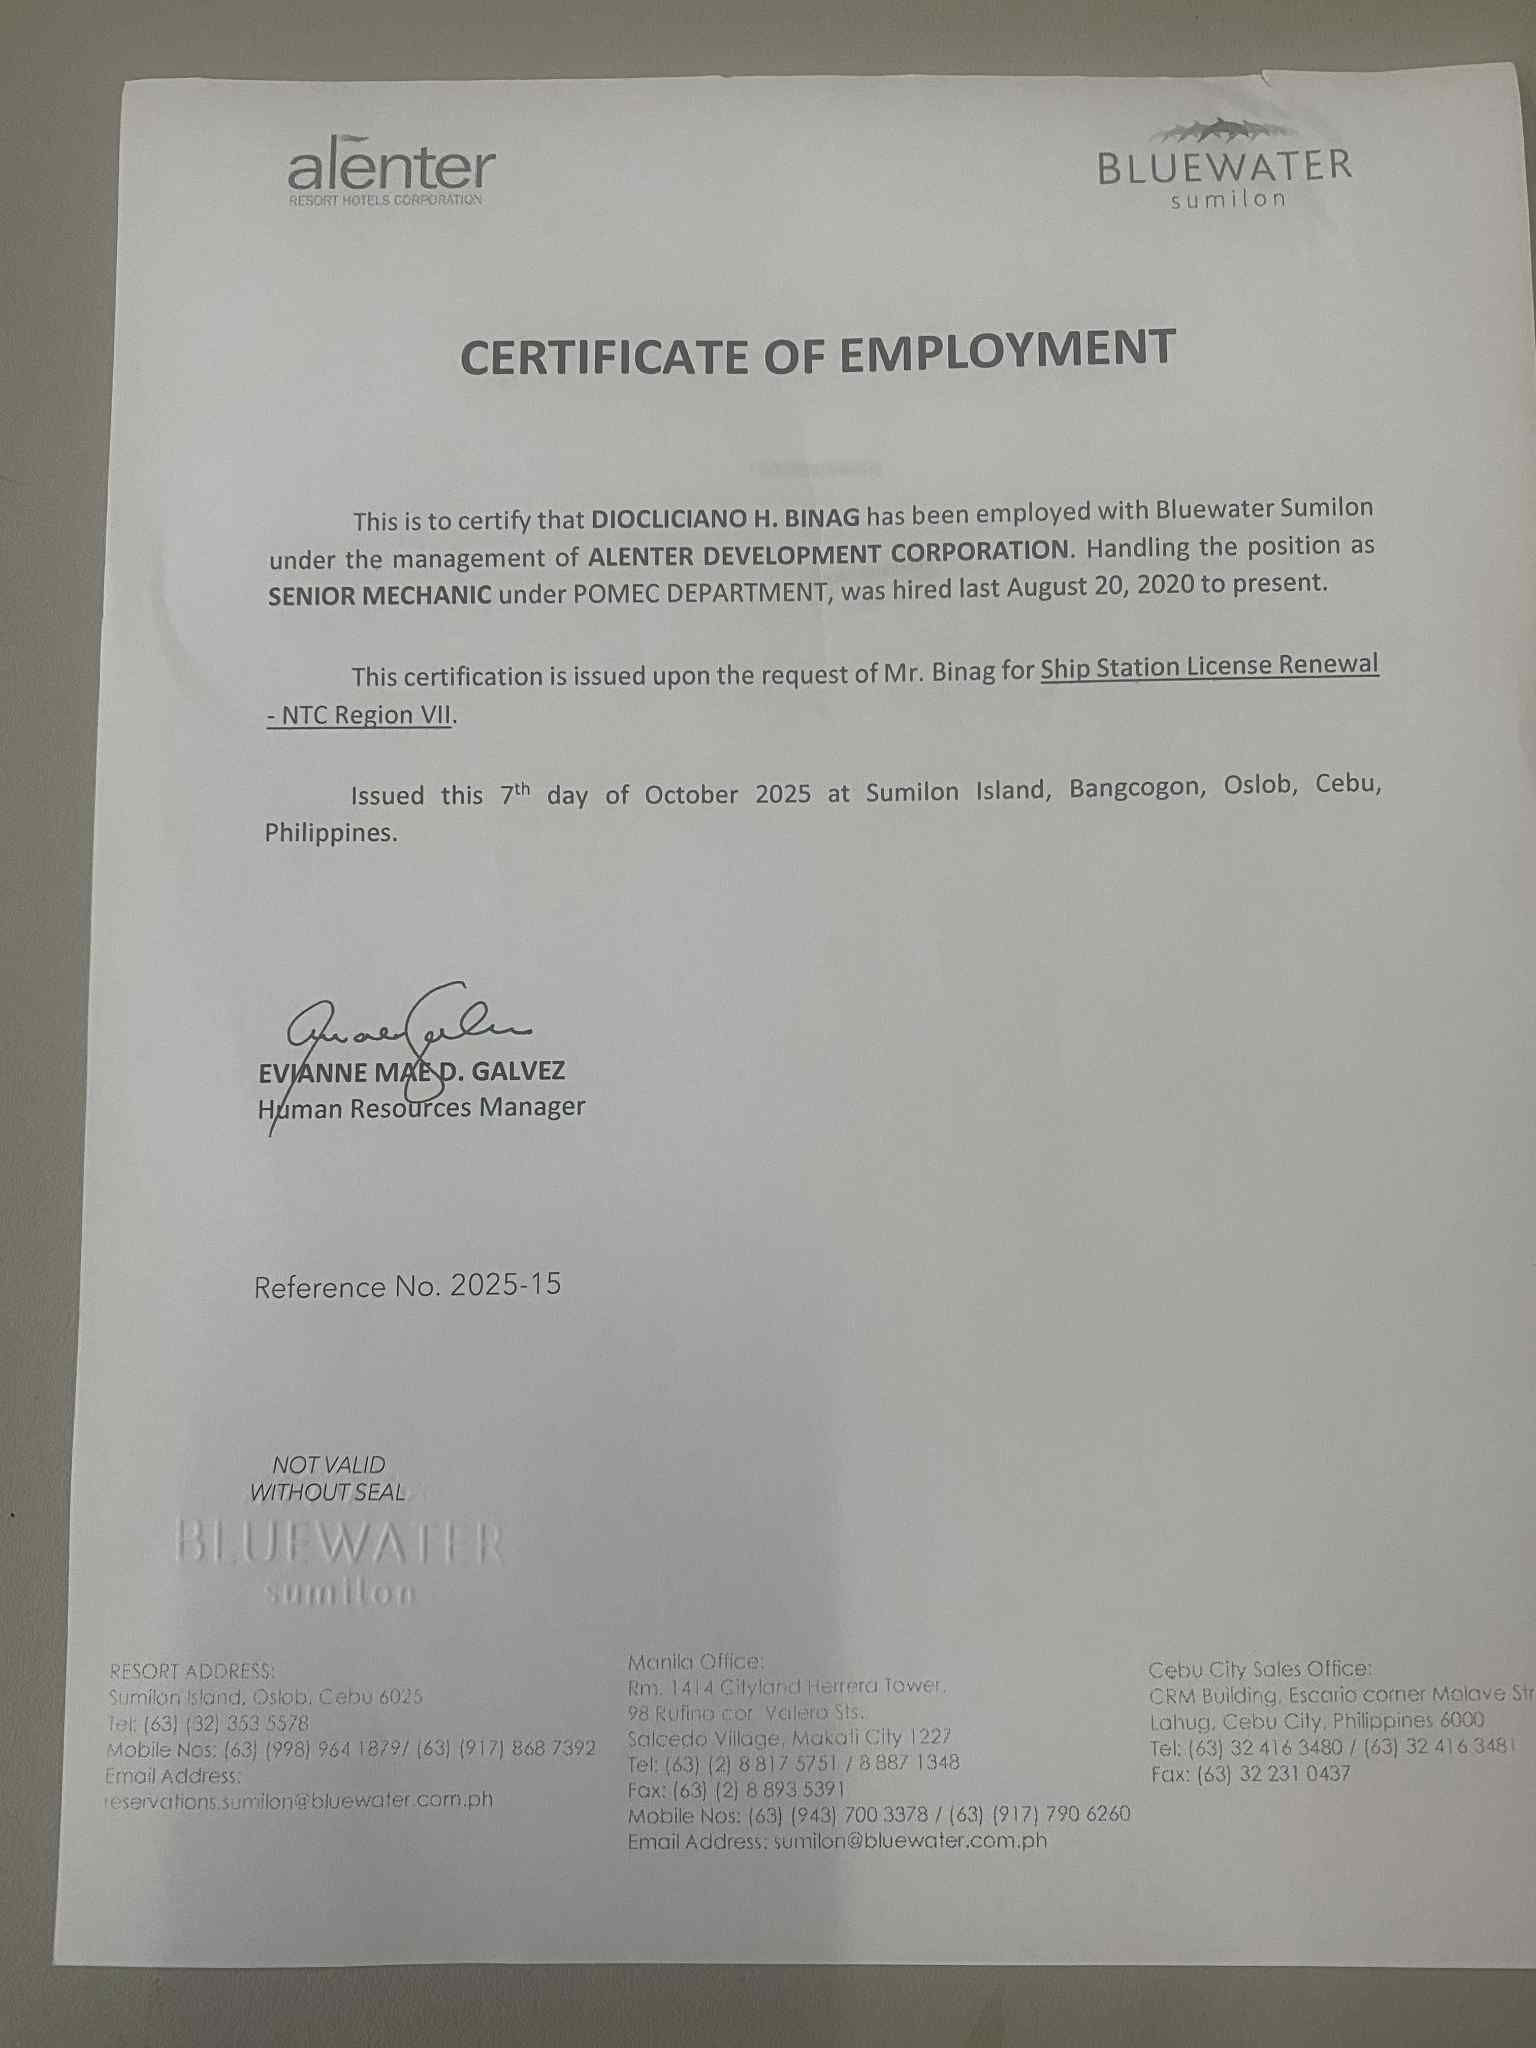 alenter
RESORT HOTELS CORPORATION
BLUEWATER
sumilon
CERTIFICATE OF EMPLOYMENT
This is to certify that DIOCLICIANO H. BINAG has been employed with Bluewater Sumilon
under the management of ALENTER DEVELOPMENT CORPORATION. Handling the position as
SENIOR MECHANIC under POMEC DEPARTMENT, was hired last August 20, 2020 to present.
This certification is issued upon the request of Mr. Binag for Ship Station License Renewal
- NTC Region VII.
Issued this 7th day of October 2025 at Sumilon Island, Bangcogon, Oslob, Cebu,
Philippines.
EVIANNE MAE D. GALVEZ
Human Resources Manager
Reference No. 2025-15
NOT VALID
WITHOUT SEAL
BLUEWATER
sumilon
RESORT ADDRESS:
Sumilon Island, Oslob, Cebu 6025
Tel: (63) (32) 353 5578
Mobile Nos: (63) (998) 964 1879/ (63) (917) 868 7392
Email Address:
reservations.sumilon@bluewater.com.ph
Manila Office:
Rm. 1414 Cityland Herrera Tower,
98 Rufino cor. Valero Sts.,
Salcedo Village, Makati City 1227
Tel: (63) (2) 8 817 5751 / 8 887 1348
Fax: (63) (2) 8 893 5391
Mobile Nos: (63) (943) 700 3378 / (63) (917) 790 6260
Email Address: sumilon@bluewater.com.ph
Cebu City Sales Office:
CRM Building, Escario corner Molave Str
Lahug, Cebu City, Philippines 6000
Tel: (63) 32 416 3480 / (63) 32 416 3481
Fax: (63) 32 231 0437